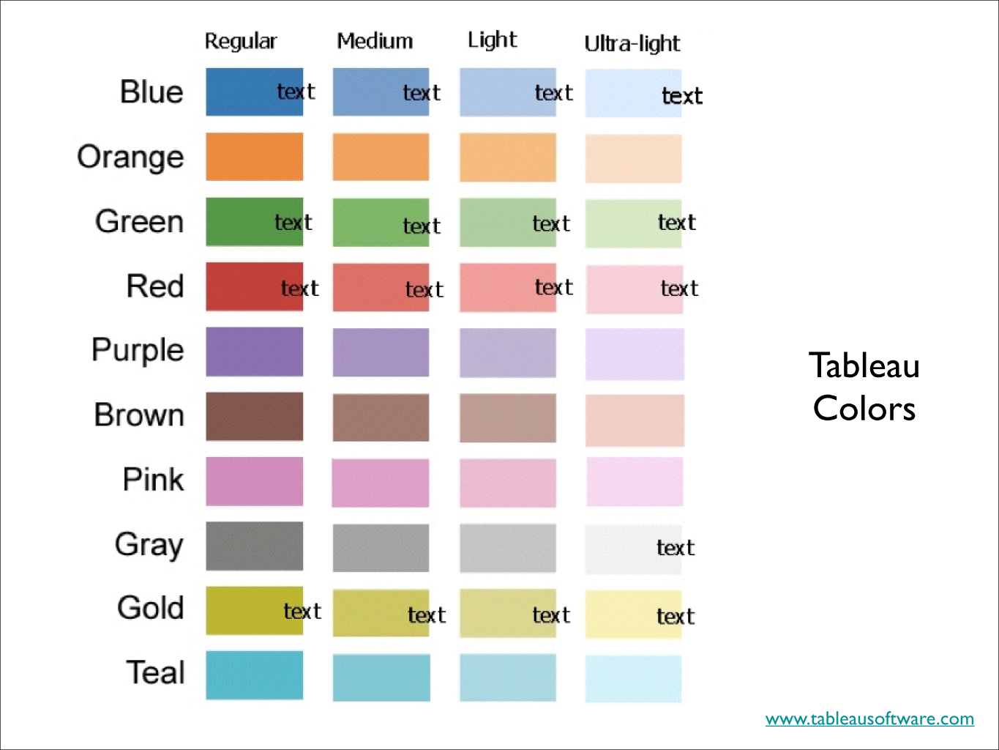 Regular Medium Light Ultra-light
Blue text text text text
Orange
Green text text text text
Red text text text text
Purple
Brown
Pink
Gray text
Gold text text text text
Teal
Tableau
Colors
www.tableausoftware.com